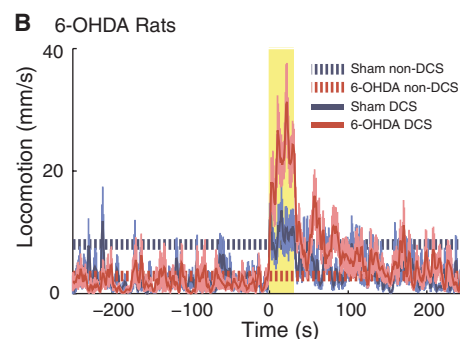 B 6-OHDA Rats
Locomotion (mm/s)
40
20
0
Sham non-DCS
6-OHDA non-DCS
Sham DCS
6-OHDA DCS
−200 −100 0 100 200
Time (s)